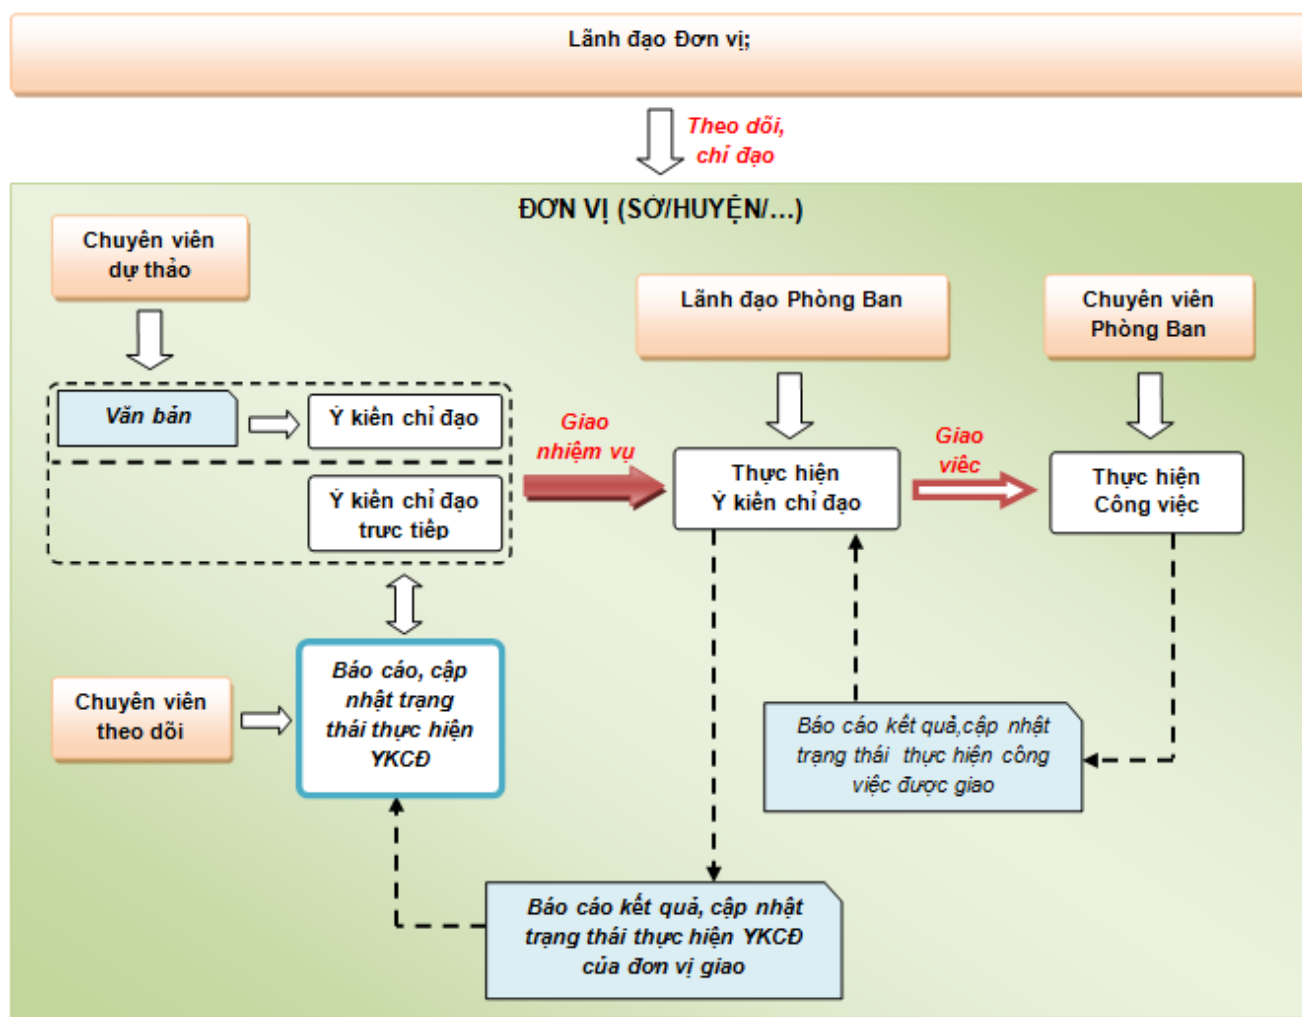 Lãnh đạo Đơn vị;
Theo dõi,
chỉ đạo
ĐƠN VỊ (SỞ/HUYỆN/...)
Chuyên viên
dự thảo
Lãnh đạo Phòng Ban
Chuyên viên
Phòng Ban
Văn bản
Ý kiến chỉ đạo
Giao
nhiệm vụ
Giao
việc
Thực hiện
Ý kiến chỉ đạo
Thực hiện
Công việc
Ý kiến chỉ đạo
trực tiếp
Báo cáo, cập
nhật trạng
thái thực hiện
YKCĐ
Chuyên viên
theo dõi
Báo cáo kết quả,cập nhật
trạng thái thực hiện công
việc được giao
Báo cáo kết quả, cập nhật
trạng thái thực hiện YKCĐ
của đơn vị giao